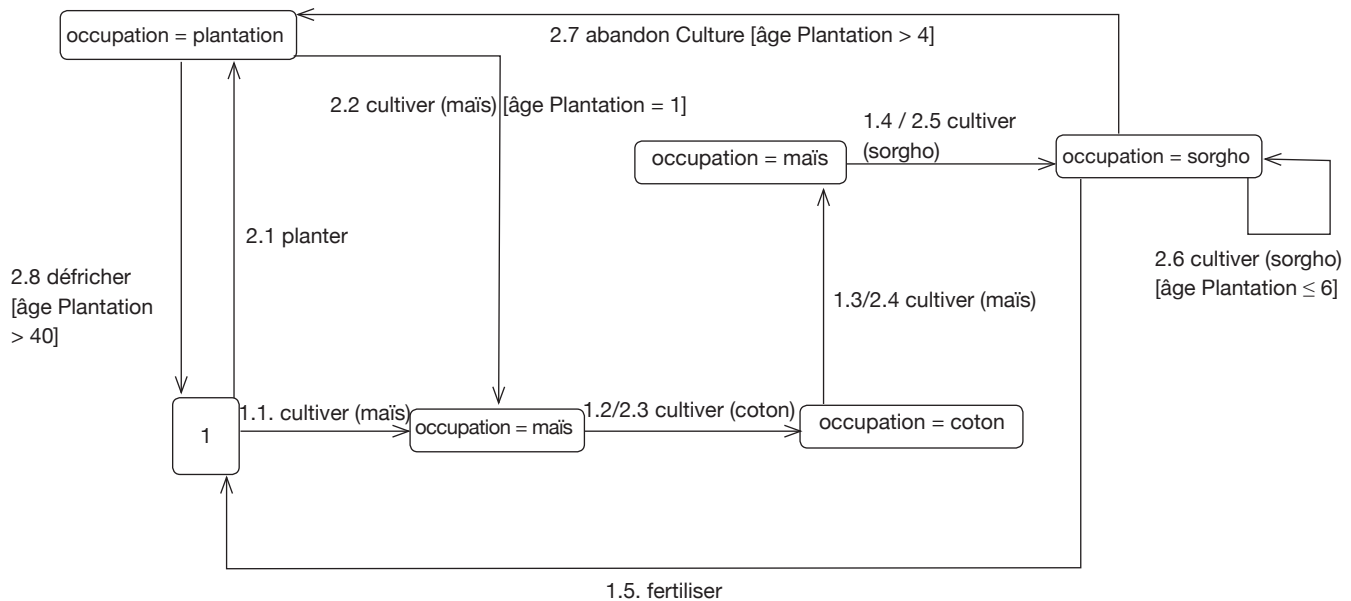 occupation = plantation
2.7 abandon Culture [âge Plantation > 4]
2.2 cultiver (maïs) [âge Plantation = 1]
1.4 / 2.5 cultiver
(sorgho)
occupation = maïs
occupation = sorgho
2.1 planter
2.6 cultiver (sorgho)
[âge Plantation ≤ 6]
2.8 défricher
[âge Plantation
> 40]
1.3/2.4 cultiver (maïs)
1.1. cultiver (maïs)
1.2/2.3 cultiver (coton)
1
occupation = maïs
occupation = coton
1.5. fertiliser